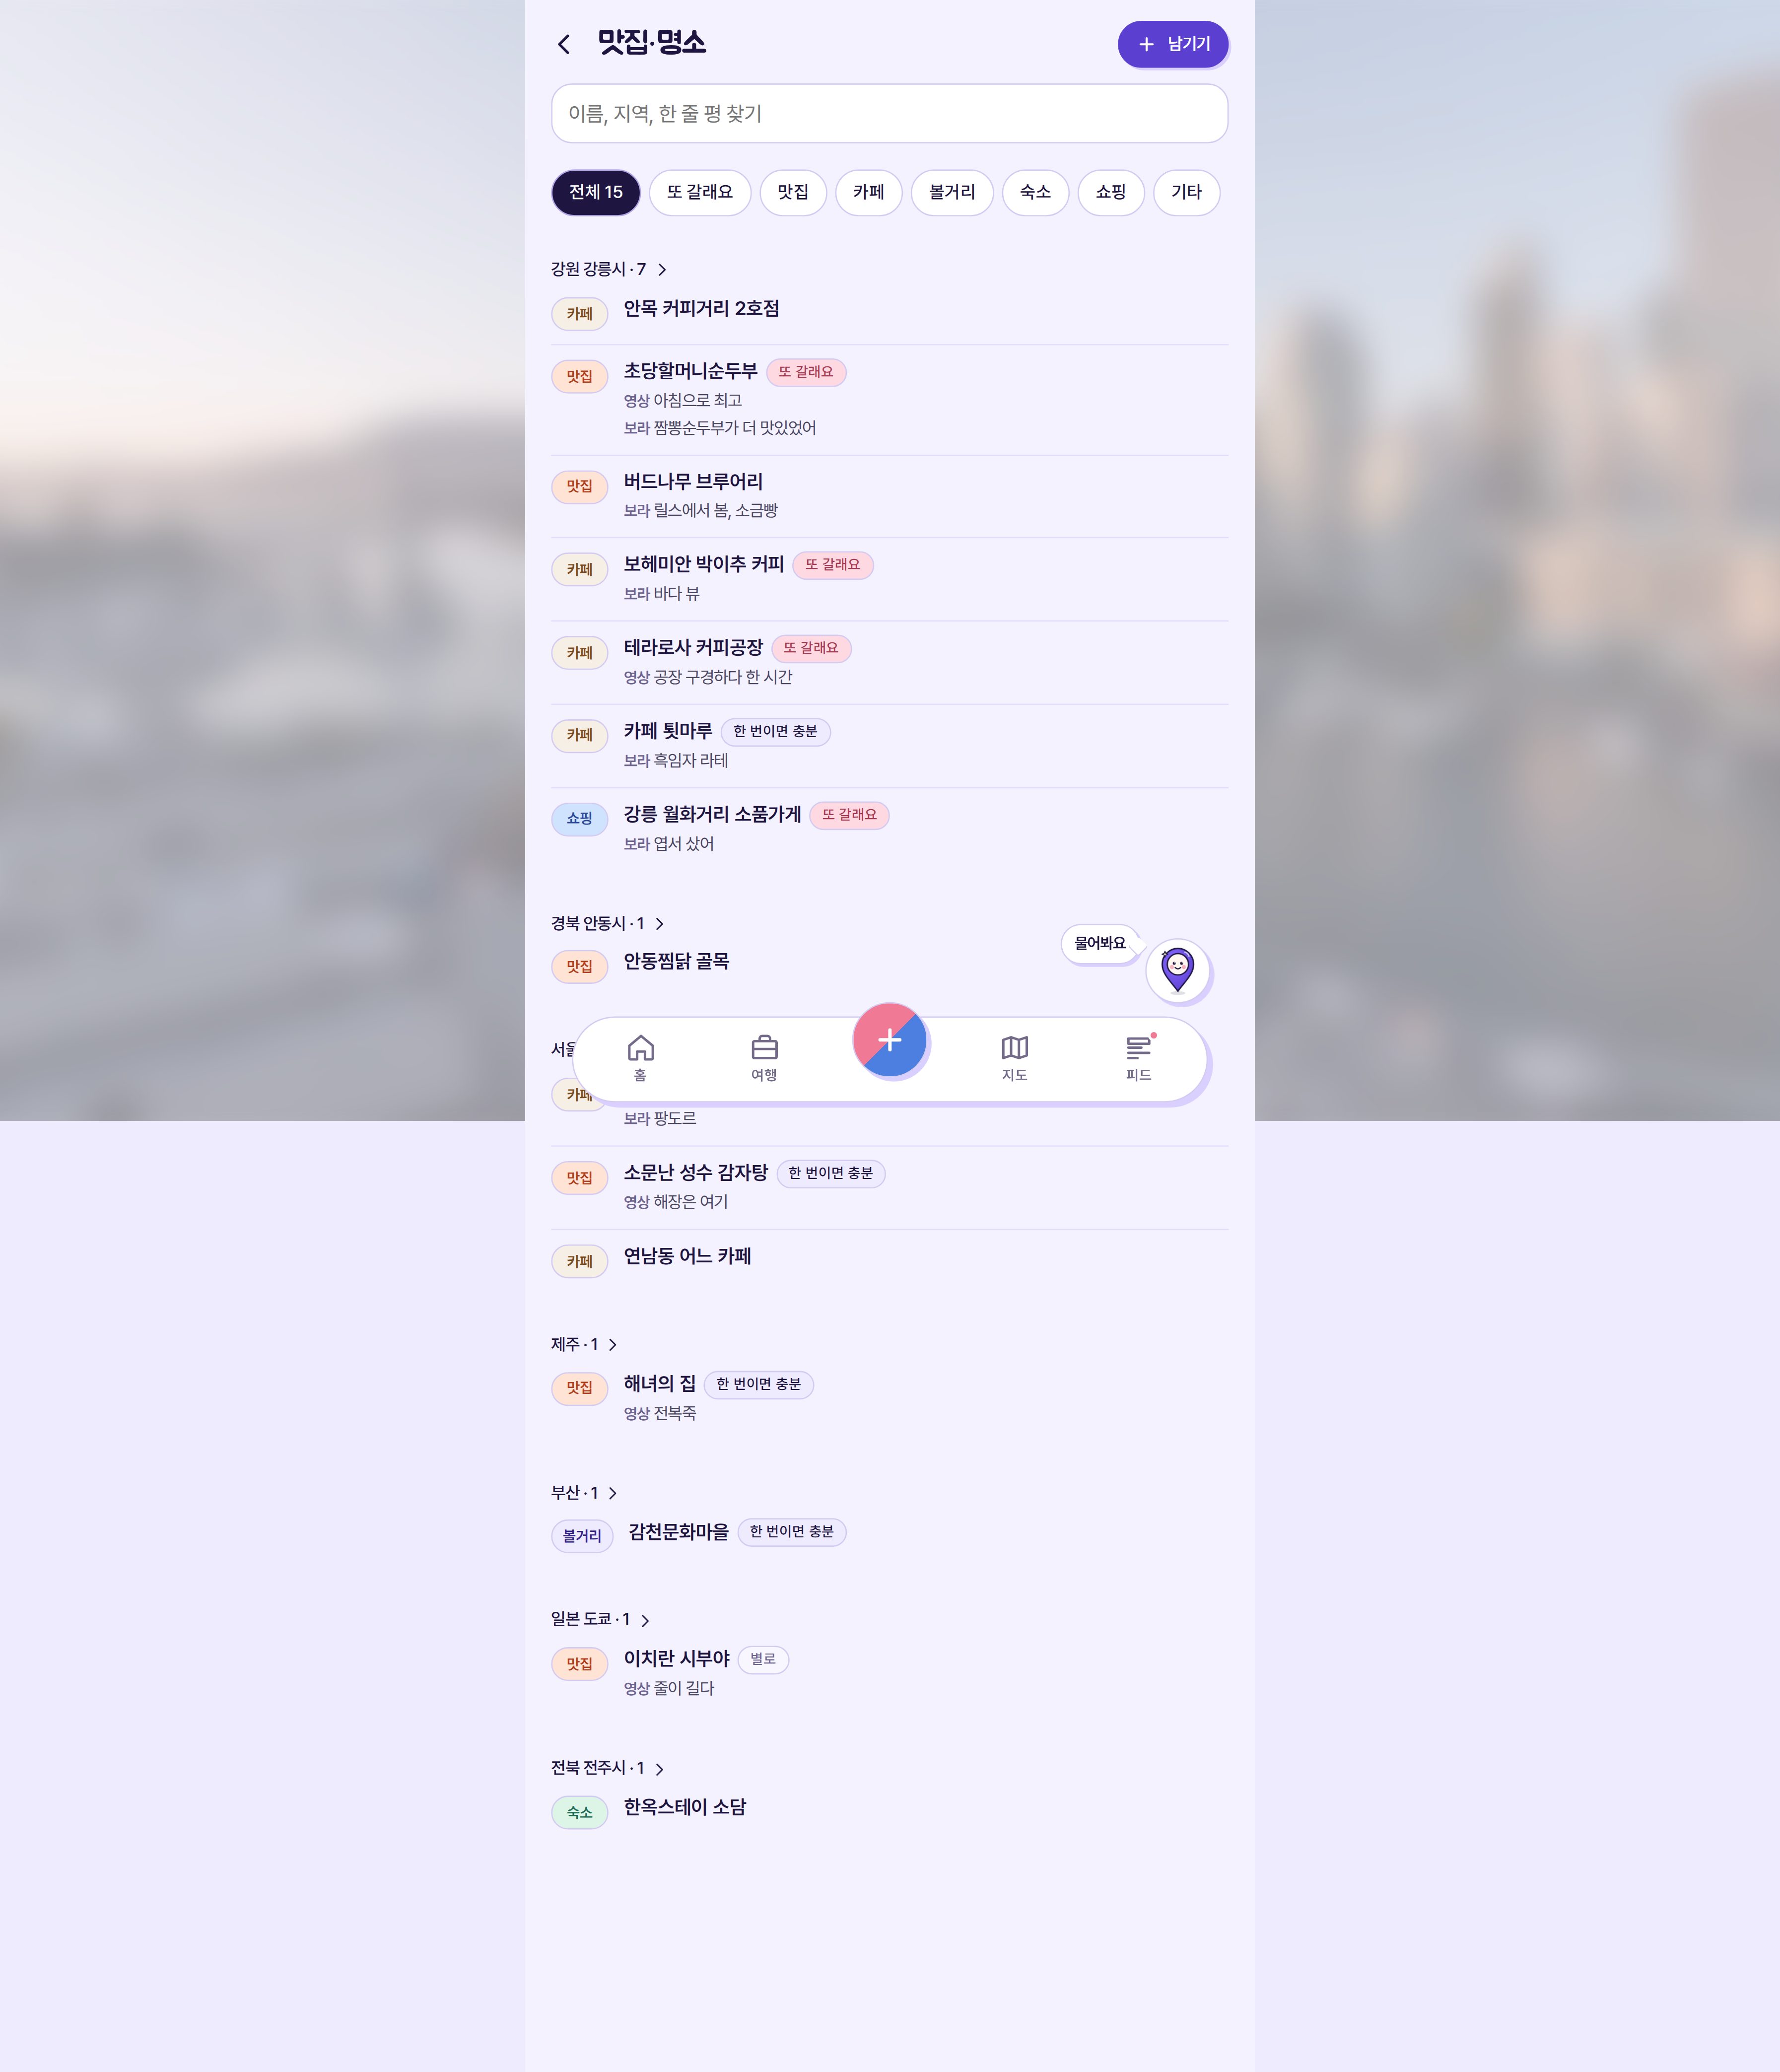 맛집·명소
+ 남기기
이름, 지역, 한 줄 평 찾기
전체 15 또 갈래요 맛집 카페 볼거리 숙소 쇼핑 기타
강원 강릉시 · 7 >
카페 안목 커피거리 2호점
맛집 초당할머니순두부 또 갈래요
영상 아침으로 최고
보라 짬뽕순두부가 더 맛있었어
맛집 버드나무 브루어리
보라 릴스에서 봄, 소금빵
카페 보헤미안 박이추 커피 또 갈래요
보라 바다 뷰
카페 테라로사 커피공장 또 갈래요
영상 공장 구경하다 한 시간
카페 카페 툇마루 한 번이면 충분
보라 흑임자 라테
쇼핑 강릉 월화거리 소품가게 또 갈래요
보라 엽서 샀어
경북 안동시 · 1 >
물어봐요
맛집 안동찜닭 골목
서울
홈 여행 지도 피드
카페
보라 팡도르
맛집 소문난 성수 감자탕 한 번이면 충분
영상 해장은 여기
카페 연남동 어느 카페
제주 · 1 >
맛집 해녀의 집 한 번이면 충분
영상 전복죽
부산 · 1 >
볼거리 감천문화마을 한 번이면 충분
일본 도쿄 · 1 >
맛집 이치란 시부야 별로
영상 줄이 길다
전북 전주시 · 1 >
숙소 한옥스테이 소담